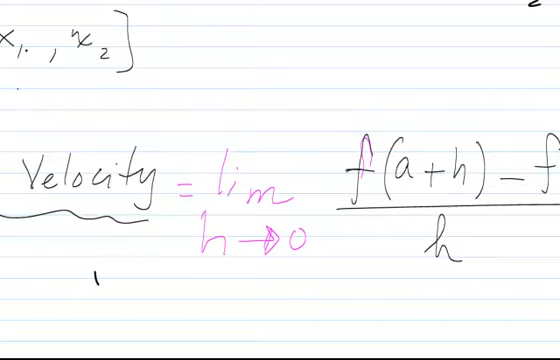 x₁, x₂]
Velocity = lim h→0 f(a+h) - f / h